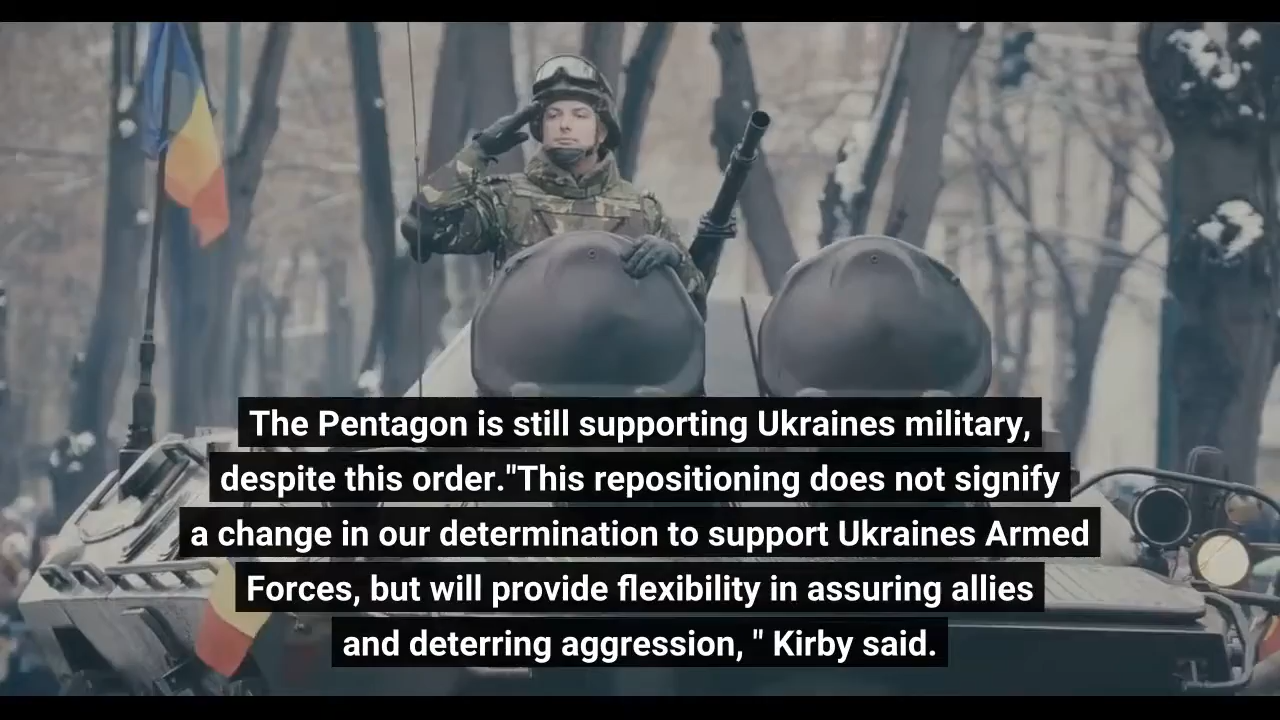 The Pentagon is still supporting Ukraines military,
despite this order."This repositioning does not signify
a change in our determination to support Ukraines Armed
Forces, but will provide flexibility in assuring allies
and deterring aggression, " Kirby said.